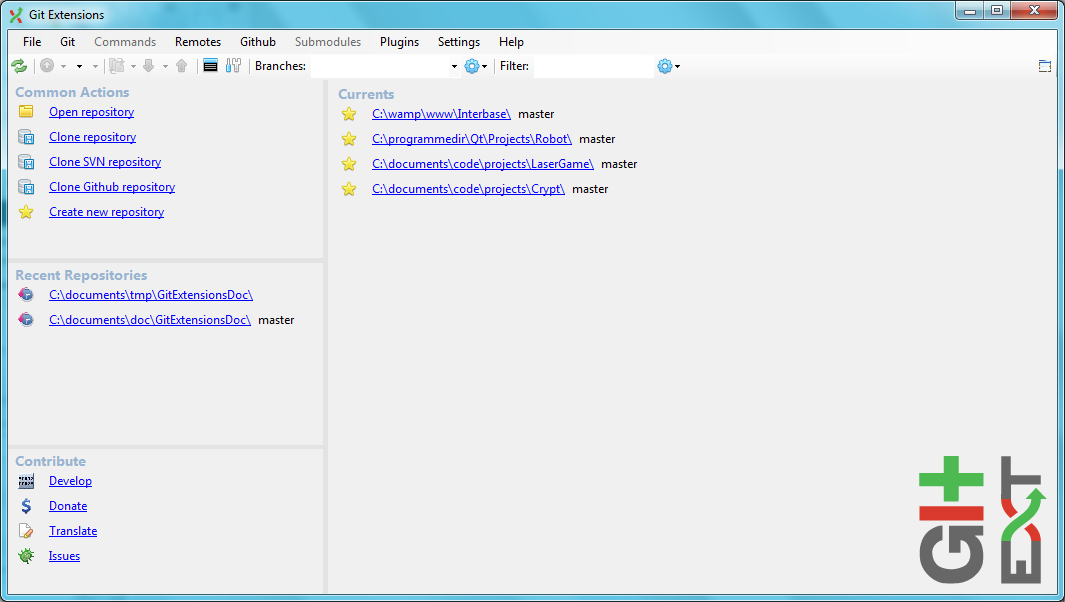 Git Extensions
File Git Commands Remotes Github Submodules Plugins Settings Help
Branches: Filter:
Common Actions
Open repository
Clone repository
Clone SVN repository
Clone Github repository
Create new repository
Recent Repositories
C:\documents\tmp\GitExtensionsDoc\
C:\documents\doc\GitExtensionsDoc\ master
Contribute
Develop
Donate
Translate
Issues
Currents
C:\wamp\www\Interbase\ master
C:\programmedir\Qt\Projects\Robot\ master
C:\documents\code\projects\LaserGame\ master
C:\documents\code\projects\Crypt\ master
GIT
EXT